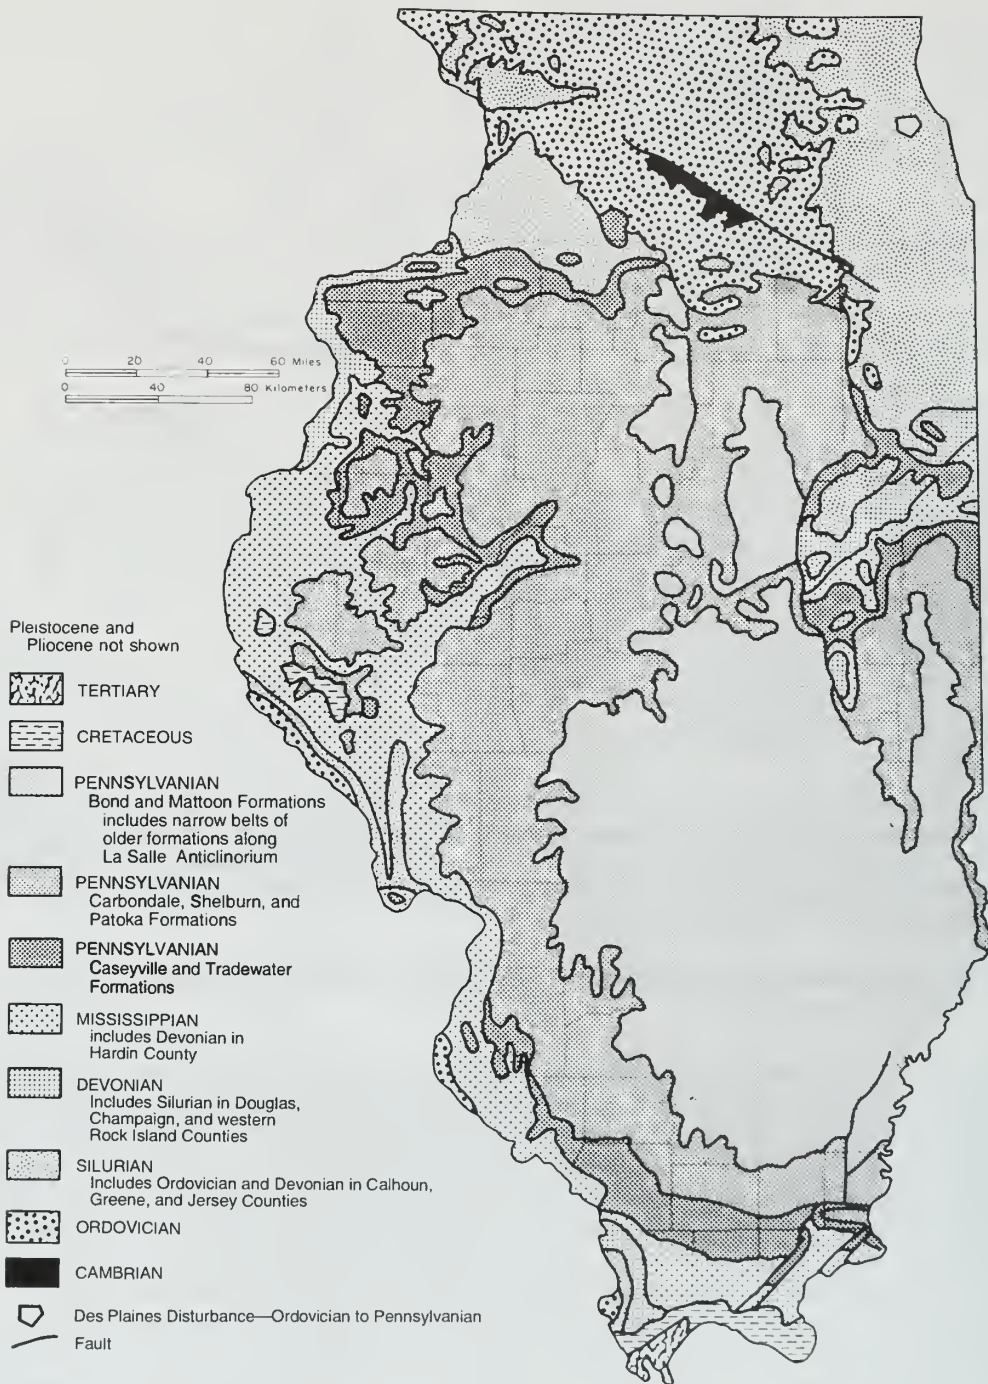 0 20 40 60 Miles
0 40 80 Kilometers
Pleistocene and
Pliocene not shown
TERTIARY
CRETACEOUS
PENNSYLVANIAN
Bond and Mattoon Formations
includes narrow belts of
older formations along
La Salle Anticlinorium
PENNSYLVANIAN
Carbondale, Shelburn, and
Patoka Formations
PENNSYLVANIAN
Caseyville and Tradewater
Formations
MISSISSIPPIAN
includes Devonian in
Hardin County
DEVONIAN
Includes Silurian in Douglas,
Champaign, and western
Rock Island Counties
SILURIAN
Includes Ordovician and Devonian in Calhoun,
Greene, and Jersey Counties
ORDOVICIAN
CAMBRIAN
Des Plaines Disturbance—Ordovician to Pennsylvanian
Fault